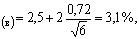 (в) = 2,5 + 2 0,72/√6 = 3,1%,